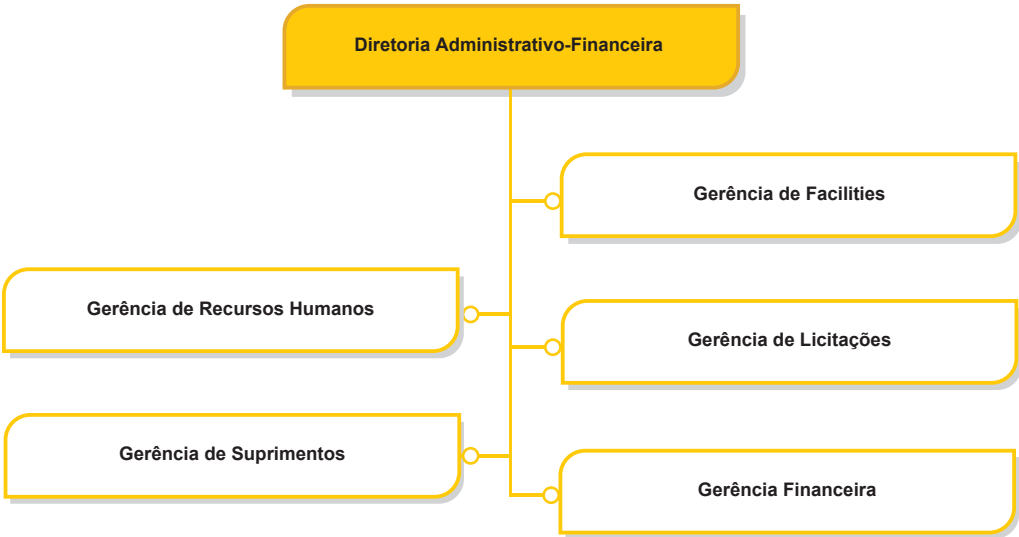 Diretoria Administrativo-Financeira
Gerência de Facilities
Gerência de Recursos Humanos
Gerência de Licitações
Gerência de Suprimentos
Gerência Financeira